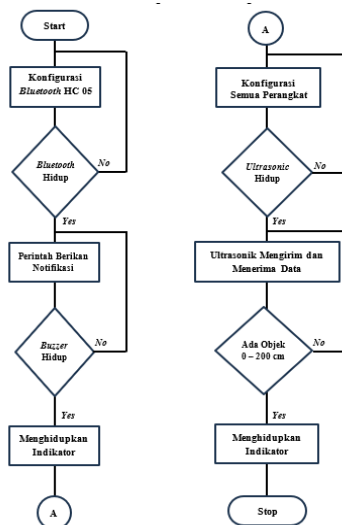 Start
Konfigurasi
Bluetooth HC 05
Bluetooth
Hidup
No
Yes
Perintah Berikan
Notifikasi
Buzzer
Hidup
No
Yes
Menghidupkan
Indikator
A
A
Konfigurasi
Semua Perangkat
Ultrasonic
Hidup
No
Yes
Ultrasonik Mengirim dan
Menerima Data
Ada Objek
0 – 200 cm
No
Yes
Menghidupkan
Indikator
Stop